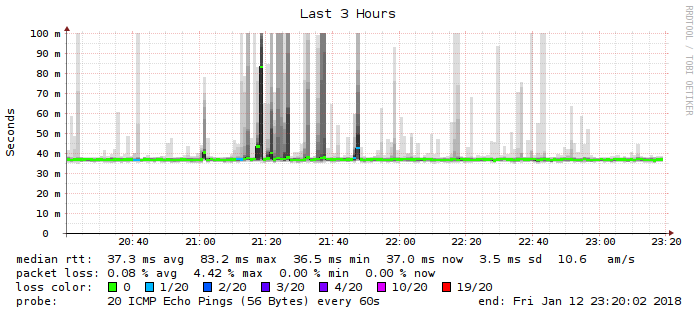 Last 3 Hours
RRDTOOL / TOBI OETIKER
Seconds
100 m
90 m
80 m
70 m
60 m
50 m
40 m
30 m
20 m
10 m
0
20:40 21:00 21:20 21:40 22:00 22:20 22:40 23:00 23:20
median rtt: 37.3 ms avg 83.2 ms max 36.5 ms min 37.0 ms now 3.5 ms sd 10.6 am/s
packet loss: 0.08 % avg 4.42 % max 0.00 % min 0.00 % now
loss color: 0 1/20 2/20 3/20 4/20 10/20 19/20
probe: 20 ICMP Echo Pings (56 Bytes) every 60s end: Fri Jan 12 23:20:02 2018